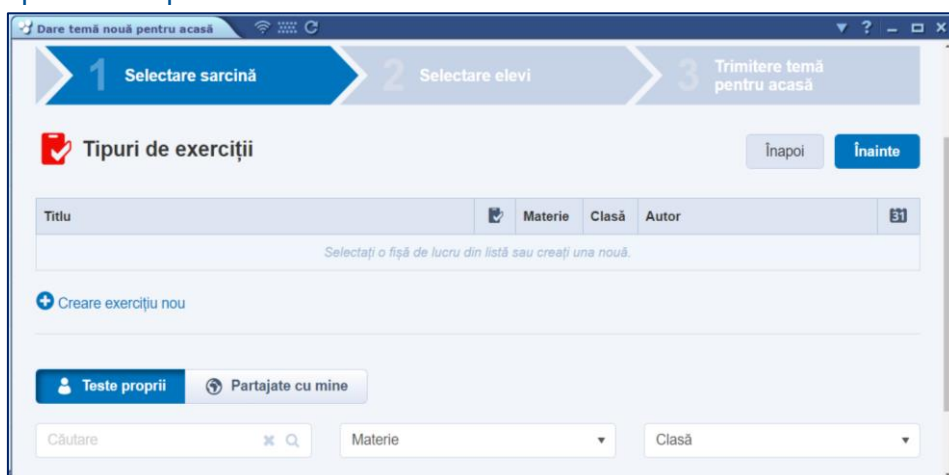 Dare temă nouă pentru acasă
1 Selectare sarcină
2 Selectare elevi
3 Trimitere temă
pentru acasă
Tipuri de exerciții
Înapoi
Înainte
Titlu Materie Clasă Autor 31
Selectați o fișă de lucru din listă sau creați una nouă.
Creare exercițiu nou
Teste proprii
Partajate cu mine
Căutare
Materie
Clasă